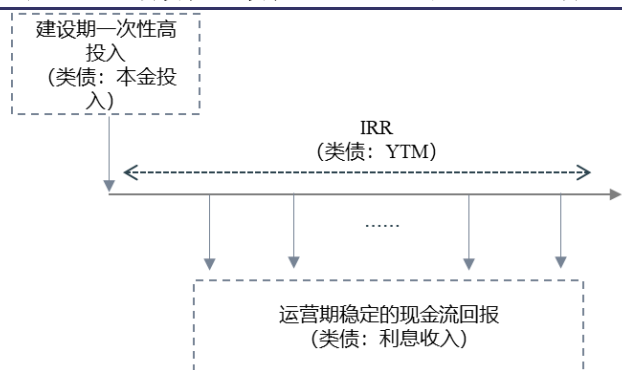 建设期一次性高
投入
（类债：本金投
入）
IRR
（类债：YTM）
......
运营期稳定的现金流回报
（类债：利息收入）